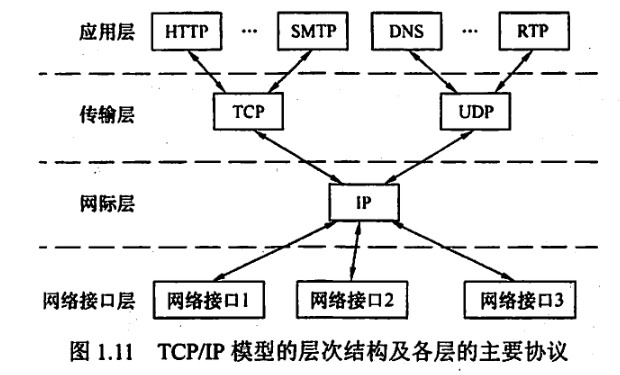 应用层 HTTP … SMTP DNS … RTP
传输层 TCP UDP
网际层 IP
网络接口层 网络接口1 网络接口2 网络接口3
图 1.11 TCP/IP 模型的层次结构及各层的主要协议